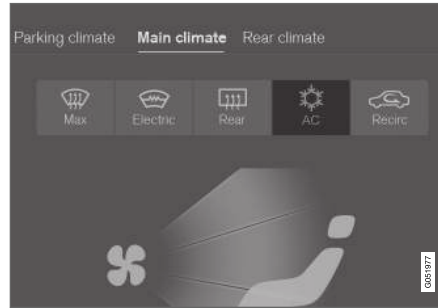 Parking climate Main climate Rear climate
Max Electric Rear AC Recirc
G051977